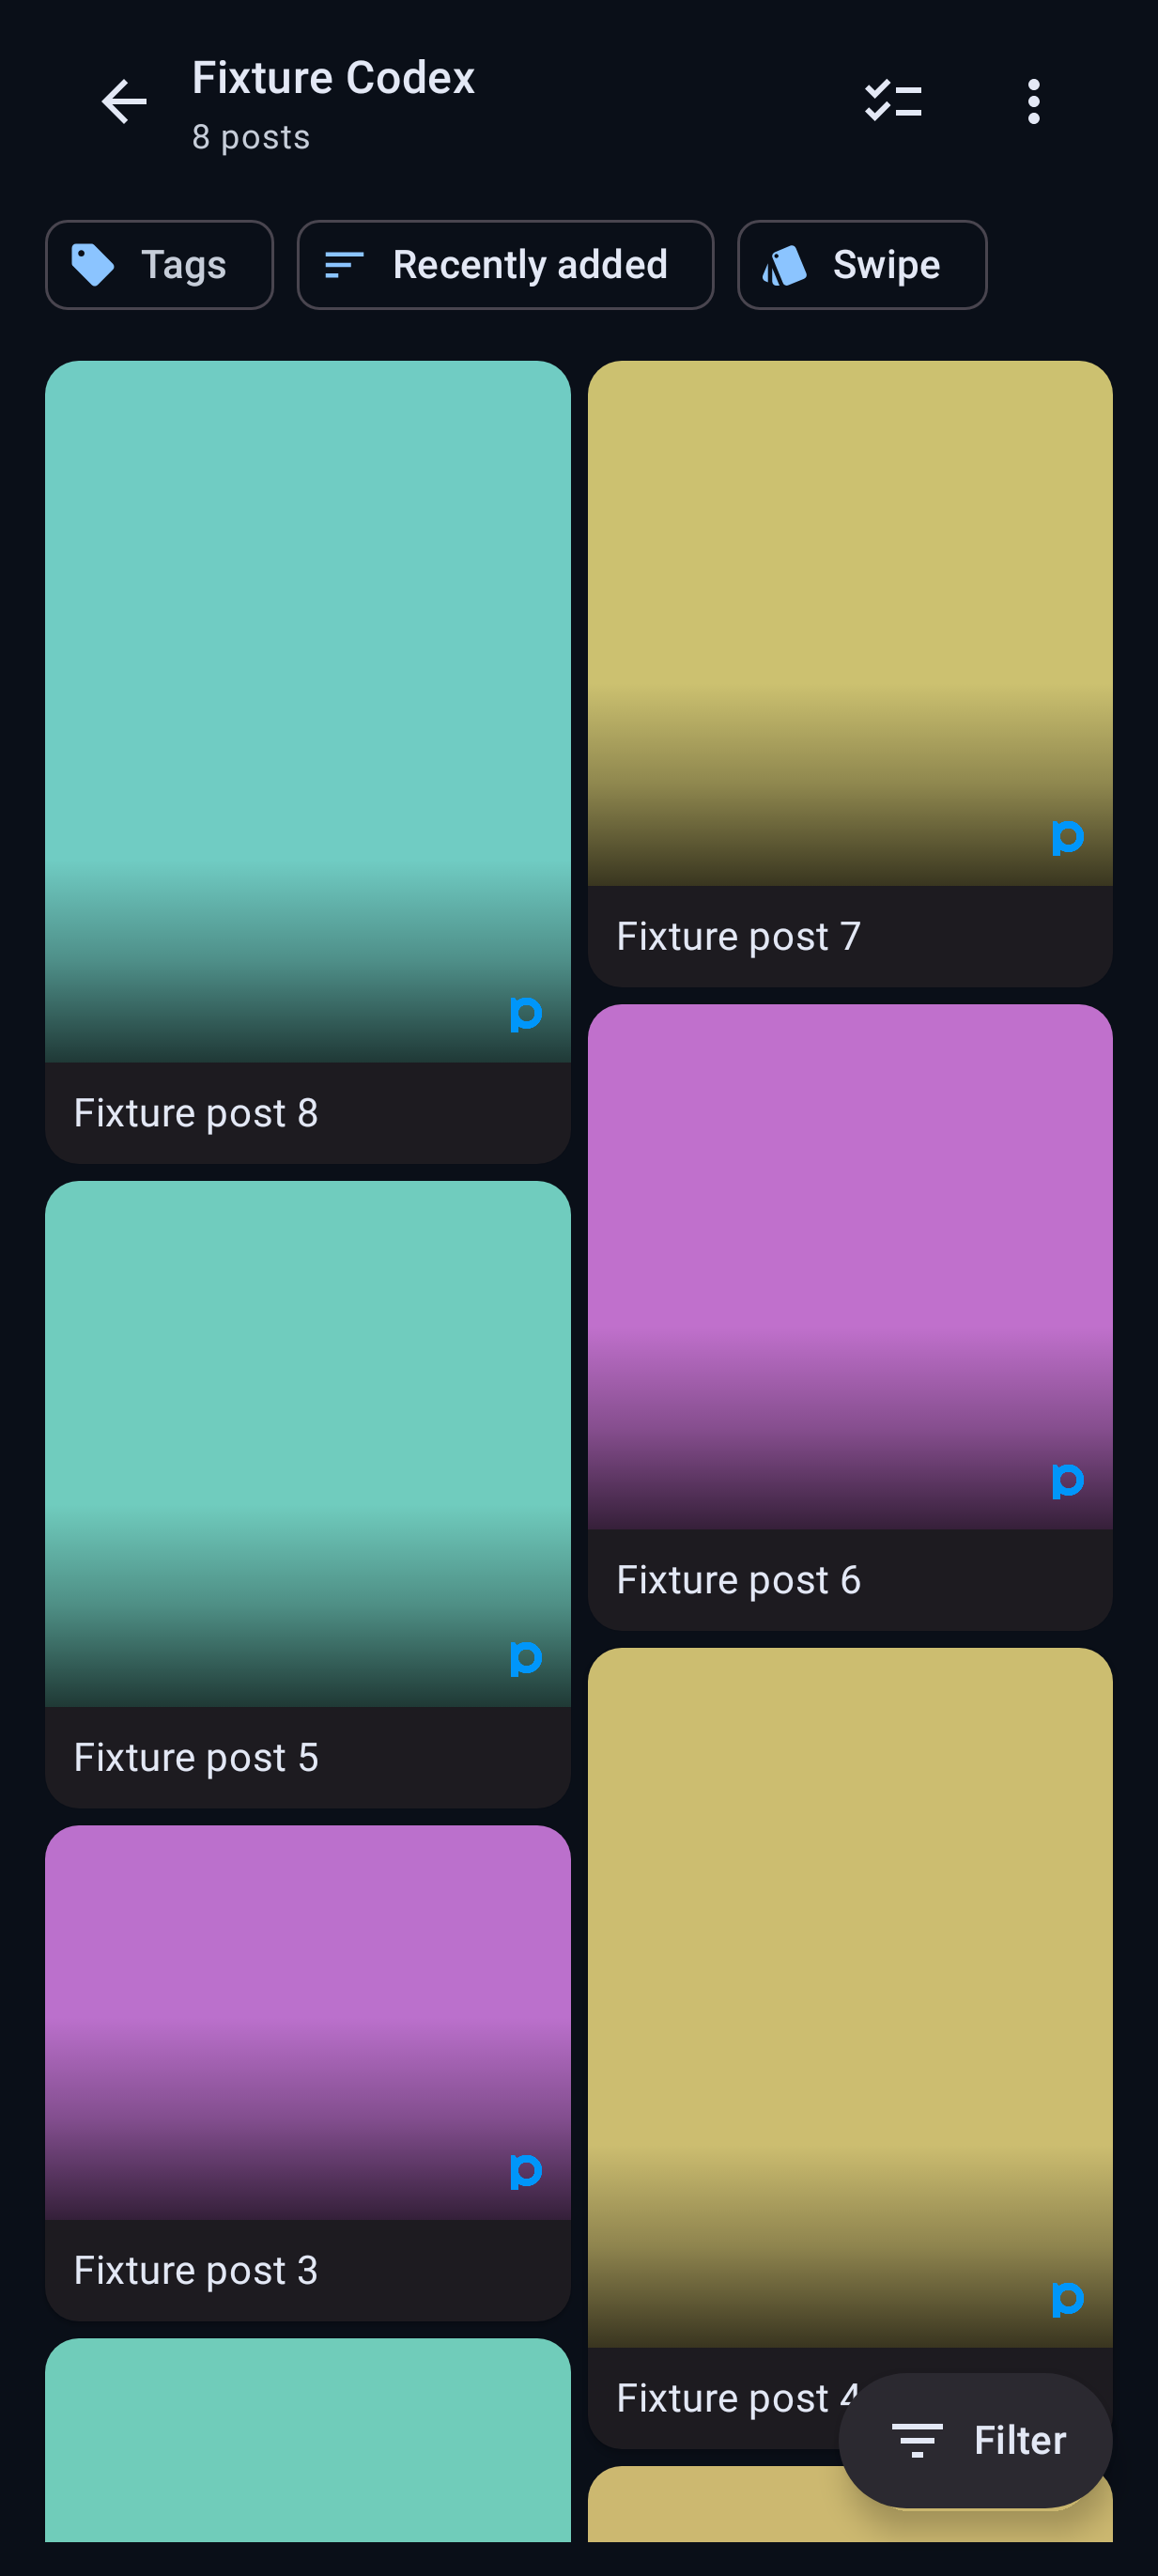 Fixture Codex
8 posts
Tags
Recently added
Swipe
Fixture post 8
Fixture post 7
Fixture post 6
Fixture post 5
Fixture post 3
Fixture post 4
Filter